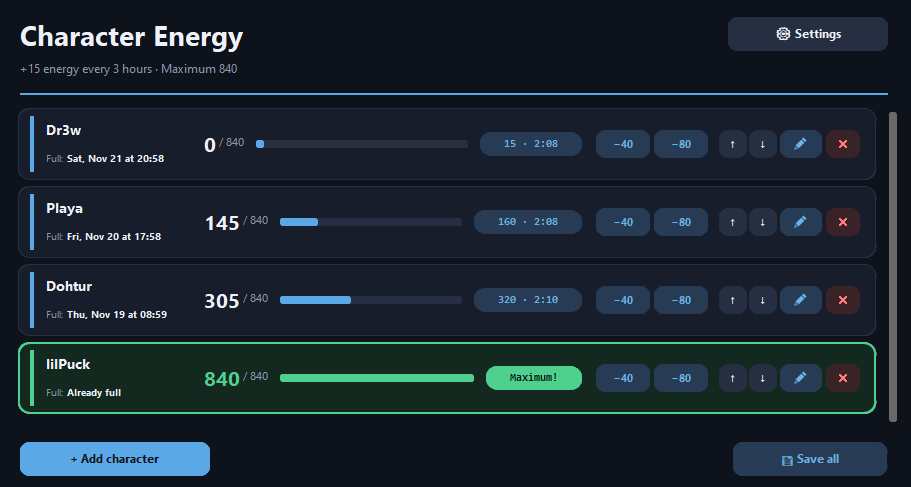 Character Energy
Settings
+15 energy every 3 hours · Maximum 840
Dr3w
Full: Sat, Nov 21 at 20:58
0 / 840
15 · 2:08
−40
−80
↑
↓
Playa
Full: Fri, Nov 20 at 17:58
145 / 840
160 · 2:08
−40
−80
↑
↓
Dohtur
Full: Thu, Nov 19 at 08:59
305 / 840
320 · 2:10
−40
−80
↑
↓
lilPuck
Full: Already full
840 / 840
Maximum!
−40
−80
↑
↓
+ Add character
Save all